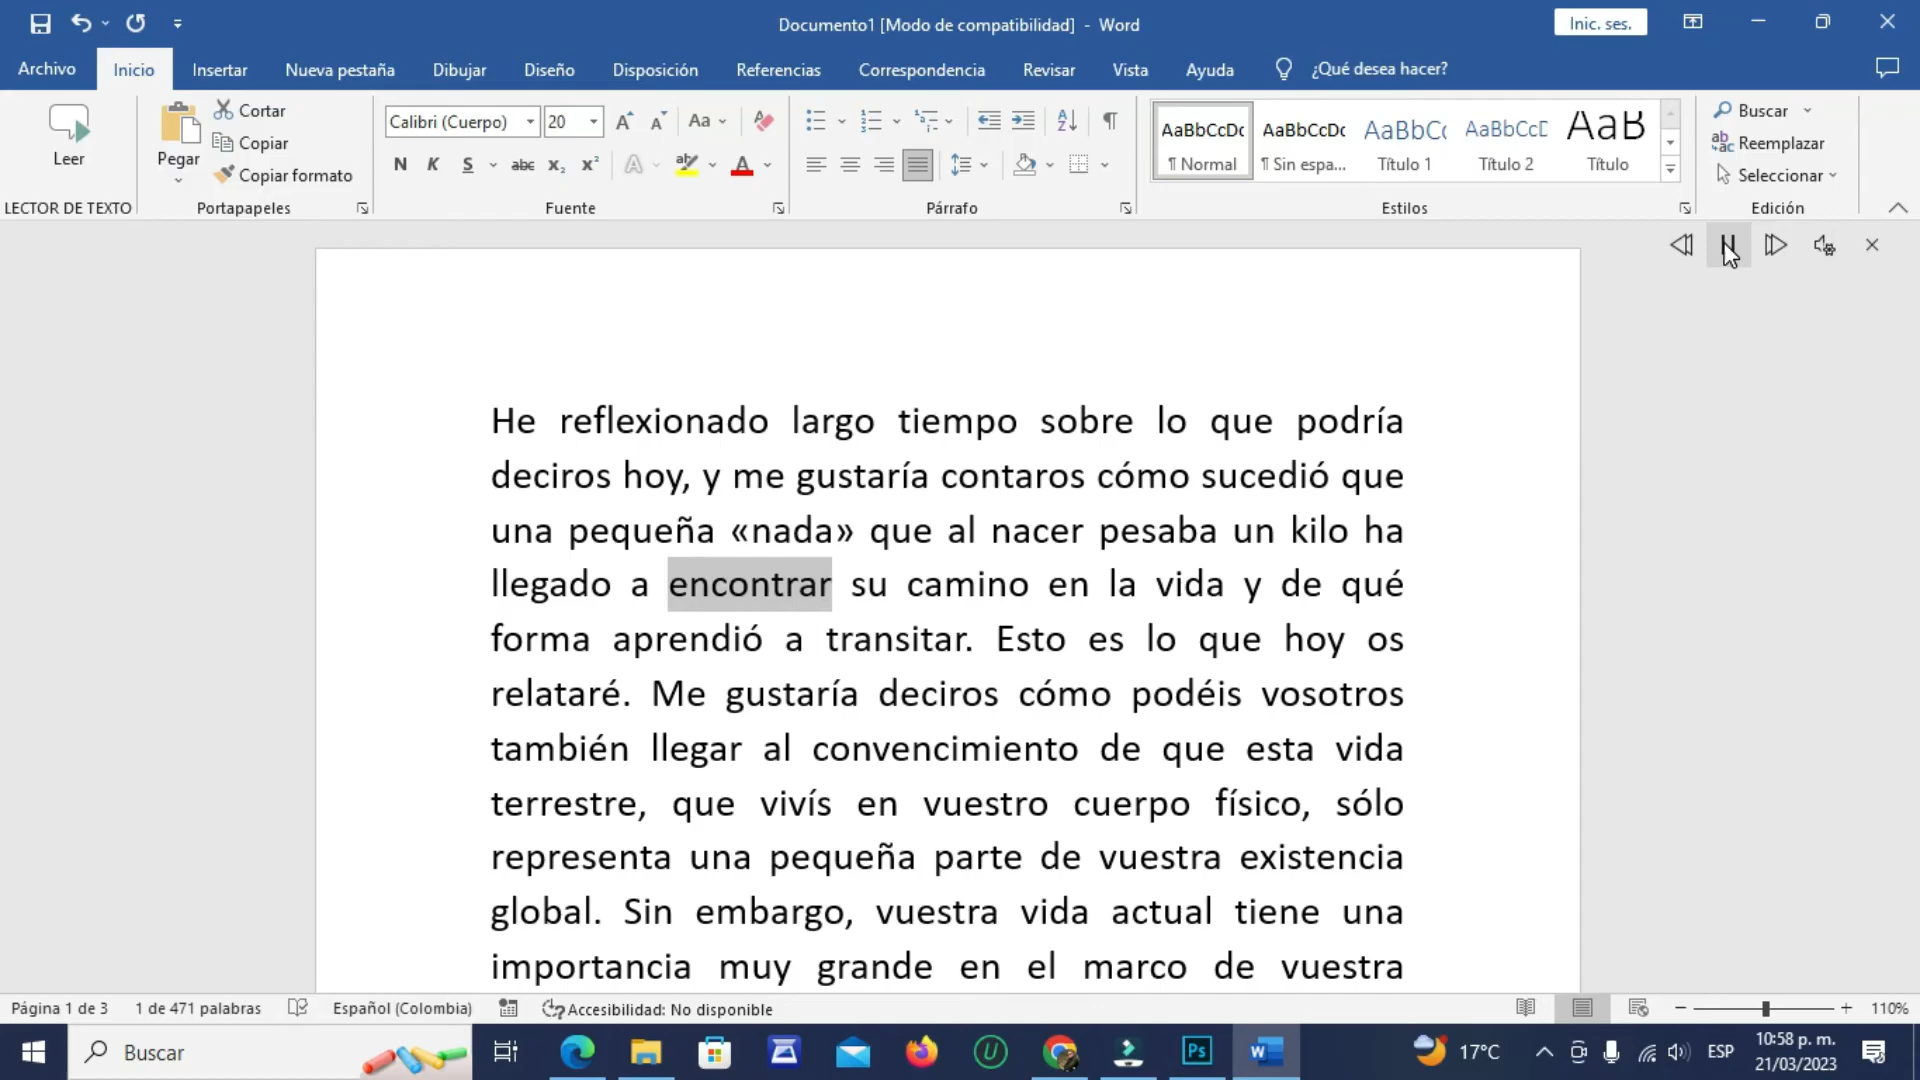 Documento1 [Modo de compatibilidad] - Word
Inic. ses.
Archivo Inicio Insertar Nueva pestaña Dibujar Diseño Disposición Referencias Correspondencia Revisar Vista Ayuda ¿Qué desea hacer?
Leer
LECTOR DE TEXTO
Pegar
Cortar
Copiar
Copiar formato
Portapapeles
Calibri (Cuerpo) 20 Aa
N K S abc x₂ x² A aby A
Fuente
Párrafo
AaBbCcDc AaBbCcDc AaBbCc AaBbCcD AaB
¶ Normal ¶ Sin espa... Título 1 Título 2 Título
Estilos
Buscar
Reemplazar
Seleccionar
Edición
He reflexionado largo tiempo sobre lo que podría
deciros hoy, y me gustaría contaros cómo sucedió que
una pequeña «nada» que al nacer pesaba un kilo ha
llegado a encontrar su camino en la vida y de qué
forma aprendió a transitar. Esto es lo que hoy os
relataré. Me gustaría deciros cómo podéis vosotros
también llegar al convencimiento de que esta vida
terrestre, que vivís en vuestro cuerpo físico, sólo
representa una pequeña parte de vuestra existencia
global. Sin embargo, vuestra vida actual tiene una
importancia muy grande en el marco de vuestra
Página 1 de 3 1 de 471 palabras Español (Colombia) Accesibilidad: No disponible 110%
Buscar
Ps
17°C
ESP
10:58 p. m.
21/03/2023